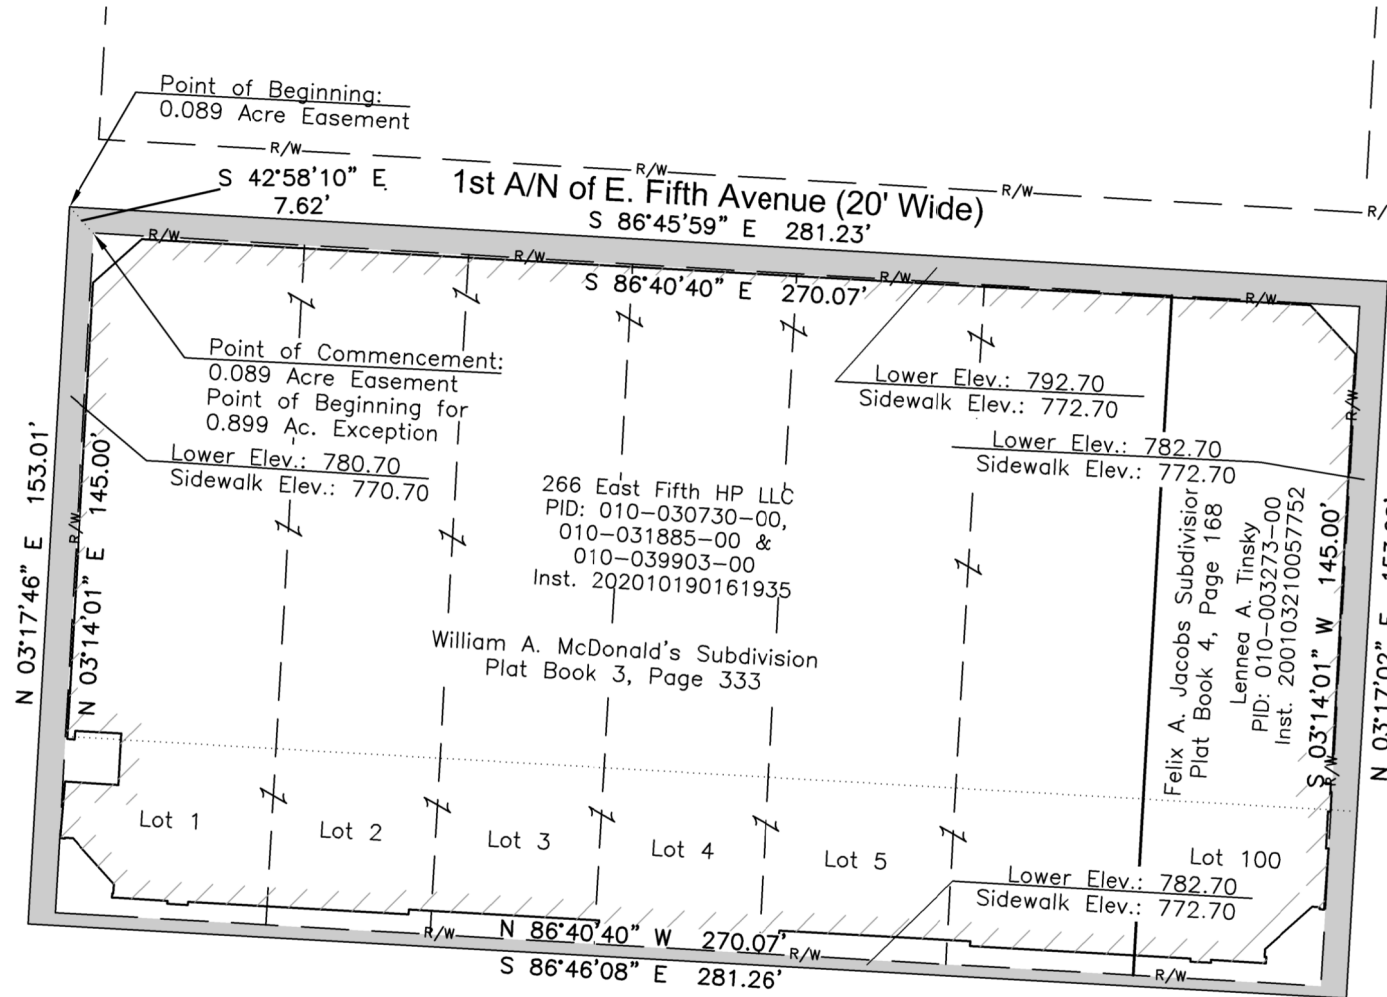 Point of Beginning:
0.089 Acre Easement
R/W
S 42°58'10" E
7.62'
R/W
1st A/N of E. Fifth Avenue (20' Wide)
R/W
S 86°45'59" E 281.23'
R/W
R/W
R/W
R/W
S 86°40'40" E 270.07'
R/W
Point of Commencement:
0.089 Acre Easement
Point of Beginning for
0.899 Ac. Exception
Lower Elev.: 792.70
Sidewalk Elev.: 772.70
R/W
Lower Elev.: 780.70
Sidewalk Elev.: 770.70
Lower Elev.: 782.70
Sidewalk Elev.: 772.70
N 03°17'46" E 153.01'
R/W
N 03°14'01" E 145.00'
266 East Fifth HP LLC
PID: 010-030730-00,
010-031885-00 &
010-039903-00
Inst. 202010190161935
William A. McDonald's Subdivision
Plat Book 3, Page 333
Felix A. Jacobs Subdivision
Plat Book 4, Page 168
Lennea A. Tinsky
PID: 010-003273-00
Inst. 200103210057752
S 03°14'01" W 145.00'
R/W
N 03°17'02" E
Lot 1
Lot 2
Lot 3
Lot 4
Lot 5
Lot 100
Lower Elev.: 782.70
Sidewalk Elev.: 772.70
R/W
N 86°40'40" W 270.07'
R/W
R/W
S 86°46'08" E 281.26'